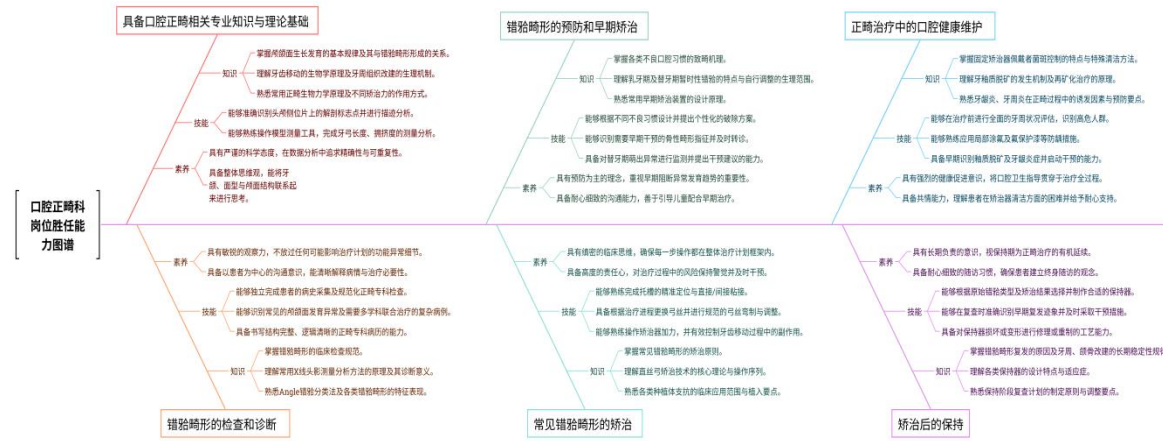 口腔正畸科
岗位胜任能
力图谱
具备口腔正畸相关专业知识与理论基础
知识
掌握颅颌面生长发育的基本规律及其与错𬌗畸形形成的关系。
理解牙齿移动的生物学原理及牙周组织改建的生理机制。
熟悉常用正畸生物力学原理及不同矫治力的作用方式。
技能
能够准确识别头颅侧位片上的解剖标志点并进行描迹分析。
能够熟练操作模型测量工具，完成牙弓长度、拥挤度的测量分析。
素养
具有严谨的科学态度，在数据分析中追求精确性与可重复性。
具备整体思维观，能将牙
颌、面型与颅面结构联系起
来进行思考。
错𬌗畸形的预防和早期矫治
知识
掌握各类不良口腔习惯的致畸机理。
理解乳牙期及替牙期暂时性错𬌗的特点与自行调整的生理范围。
熟悉常用早期矫治装置的设计原理。
技能
能够根据不同不良习惯设计并提出个性化的破除方案。
能够识别需要早期干预的骨性畸形指征并及时转诊。
具备对替牙期萌出异常进行监测并提出干预建议的能力。
素养
具有预防为主的理念，重视早期阻断异常发育趋势的重要性。
具备耐心细致的沟通能力，善于引导儿童配合早期治疗。
正畸治疗中的口腔健康维护
知识
掌握固定矫治器佩戴者菌斑控制的特点与特殊清洁方法。
理解牙釉质脱矿的发生机制及再矿化治疗的原理。
熟悉牙龈炎、牙周炎在正畸过程中的诱发因素与预防要点。
技能
能够在治疗前进行全面的牙周状况评估，识别高危人群。
能够熟练应用局部涂氟及氟保护漆等防龋措施。
具备早期识别釉质脱矿及牙龈炎症并启动干预的能力。
素养
具有强烈的健康促进意识，将口腔卫生指导贯穿于治疗全过程。
具备共情能力，理解患者在矫治器清洁方面的困难并给予耐心支持。
素养
具有敏锐的观察力，不放过任何可能影响治疗计划的功能异常细节。
具备以患者为中心的沟通意识，能清晰解释病情与治疗必要性。
技能
能够独立完成患者的病史采集及规范化正畸专科检查。
能够识别常见的颅颌面发育异常及需要多学科联合治疗的复杂病例。
具备书写结构完整、逻辑清晰的正畸专科病历的能力。
知识
掌握错𬌗畸形的临床检查规范。
理解常用X线头影测量分析方法的原理及其诊断意义。
熟悉Angle错𬌗分类法及各类错𬌗畸形的特征表现。
错𬌗畸形的检查和诊断
素养
具有缜密的临床思维，确保每一步操作都在整体治疗计划框架内。
具备高度的责任心，对治疗过程中的风险保持警觉并及时干预。
技能
能够熟练完成托槽的精准定位与直接/间接粘接。
具备根据治疗进程更换弓丝并进行规范的弓丝弯制与调整。
能够熟练操作矫治器加力，并有效控制牙齿移动过程中的副作用。
知识
掌握常见错𬌗畸形的矫治原则。
理解直丝弓矫治技术的核心理论与操作序列。
熟悉各类种植体支抗的临床应用范围与植入要点。
常见错𬌗畸形的矫治
素养
具有长期负责的意识，视保持期为正畸治疗的有机延续。
具备耐心细致的随访习惯，确保患者建立终身随访的观念。
技能
能够根据原始错𬌗类型及矫治结果选择并制作合适的保持器。
能够在复查时准确识别早期复发迹象并及时采取干预措施。
具备对保持器损坏或变形进行修理或重制的工艺能力。
知识
掌握错𬌗畸形复发的原因及牙周、颌骨改建的长期稳定性规律
理解各类保持器的设计特点与适应症。
熟悉保持阶段复查计划的制定原则与调整要点。
矫治后的保持